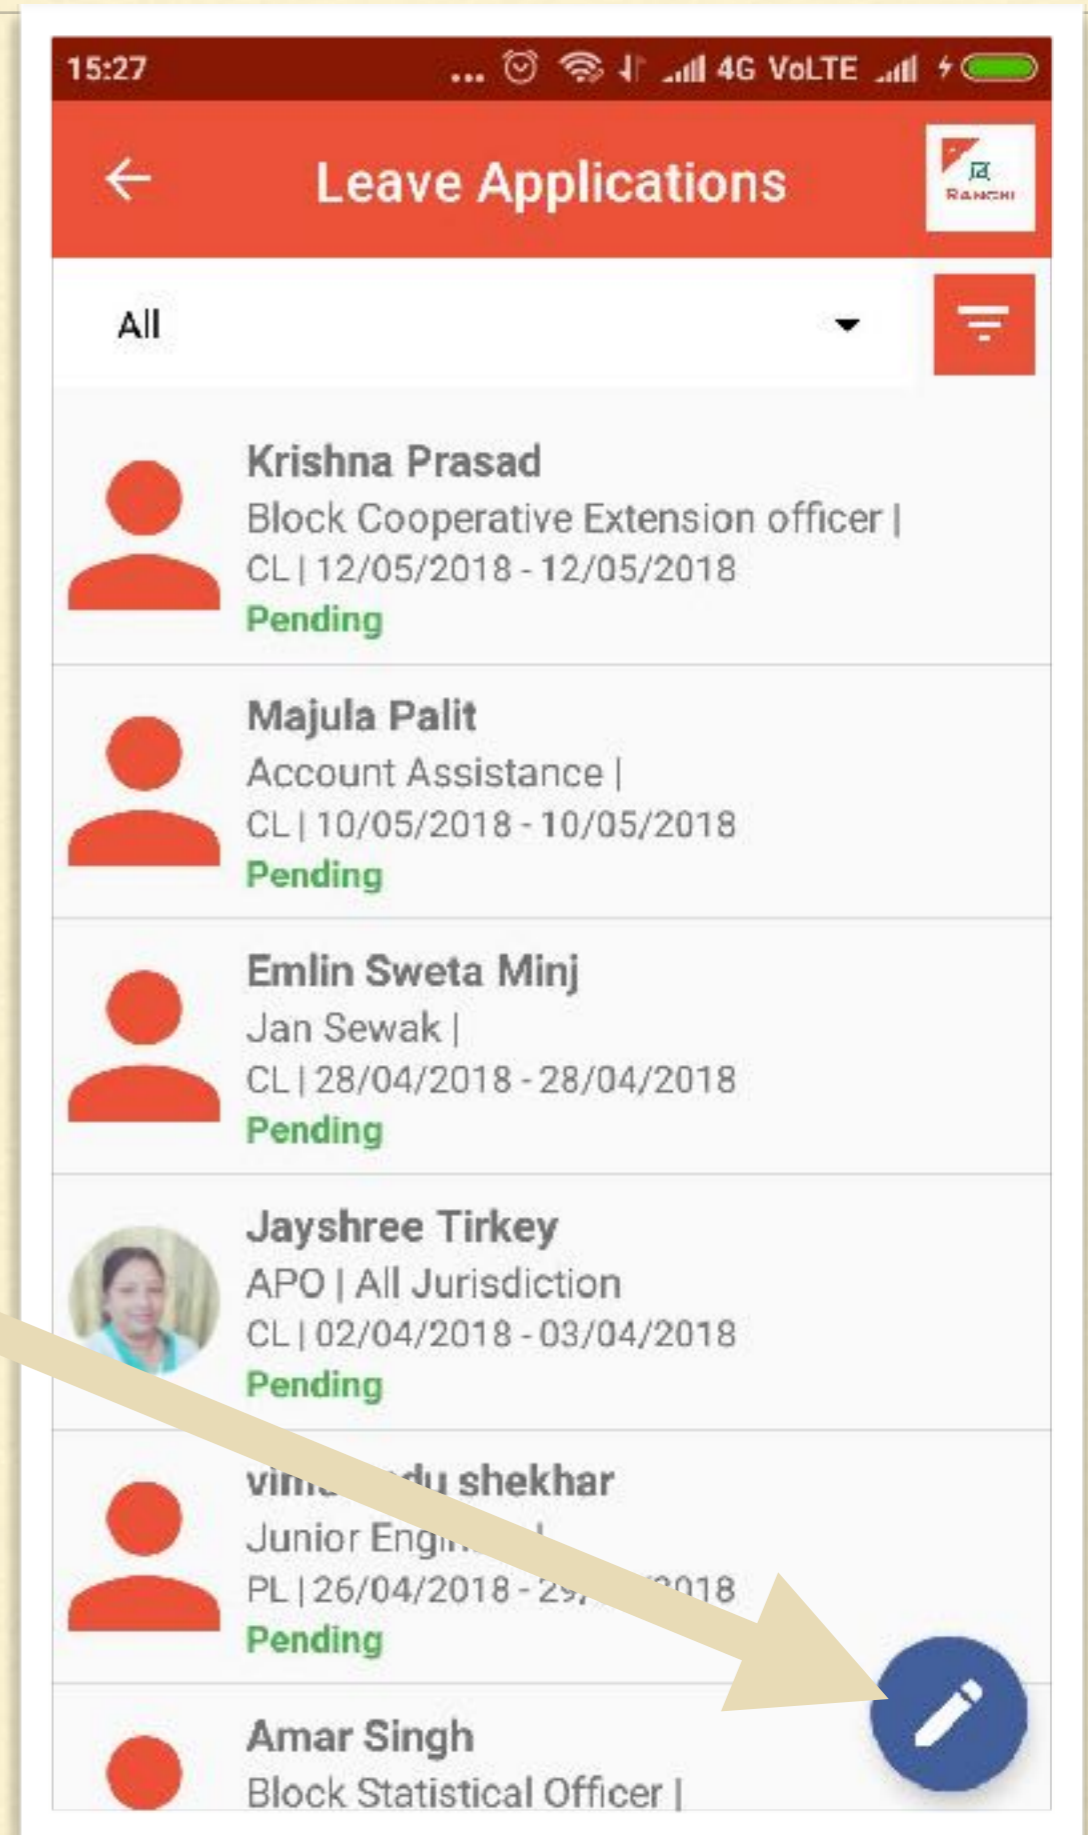 15:27 ... 4G VoLTE
Leave Applications
RANCHI
All
Krishna Prasad
Block Cooperative Extension officer |
CL | 12/05/2018 - 12/05/2018
Pending
Majula Palit
Account Assistance |
CL | 10/05/2018 - 10/05/2018
Pending
Emlin Sweta Minj
Jan Sewak |
CL | 28/04/2018 - 28/04/2018
Pending
Jayshree Tirkey
APO | All Jurisdiction
CL | 02/04/2018 - 03/04/2018
Pending
shekhar
Junior
PL | 26/04/2018 -
Pending
Amar Singh
Block Statistical Officer |